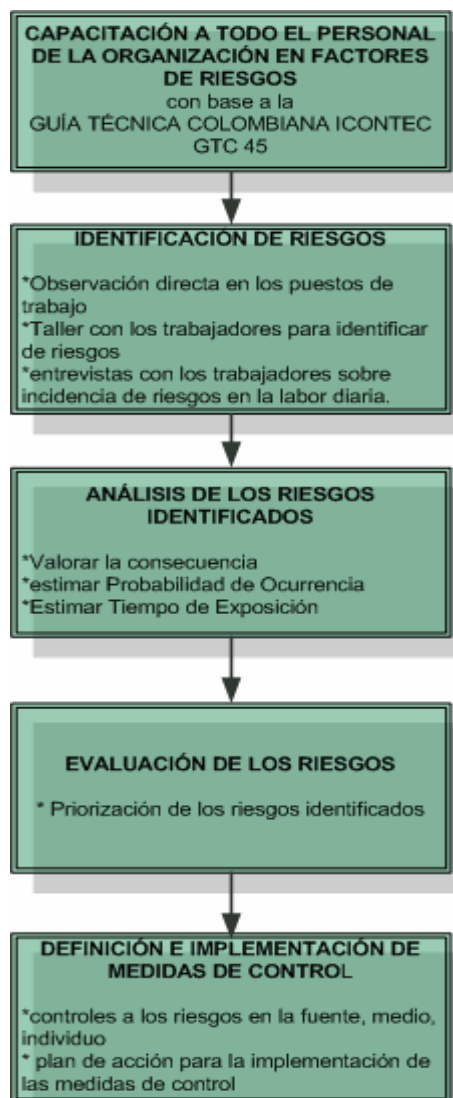 CAPACITACIÓN A TODO EL PERSONAL
DE LA ORGANIZACIÓN EN FACTORES
DE RIESGOS
con base a la
GUÍA TÉCNICA COLOMBIANA ICONTEC
GTC 45
IDENTIFICACIÓN DE RIESGOS
*Observación directa en los puestos de
trabajo
*Taller con los trabajadores para identificar
de riesgos
*entrevistas con los trabajadores sobre
incidencia de riesgos en la labor diaria.
ANÁLISIS DE LOS RIESGOS
IDENTIFICADOS
*Valorar la consecuencia
*estimar Probabilidad de Ocurrencia
*Estimar Tiempo de Exposición
EVALUACIÓN DE LOS RIESGOS
* Priorización de los riesgos identificados
DEFINICIÓN E IMPLEMENTACIÓN DE
MEDIDAS DE CONTROL
*controles a los riesgos en la fuente, medio,
individuo
* plan de acción para la implementación de
las medidas de control